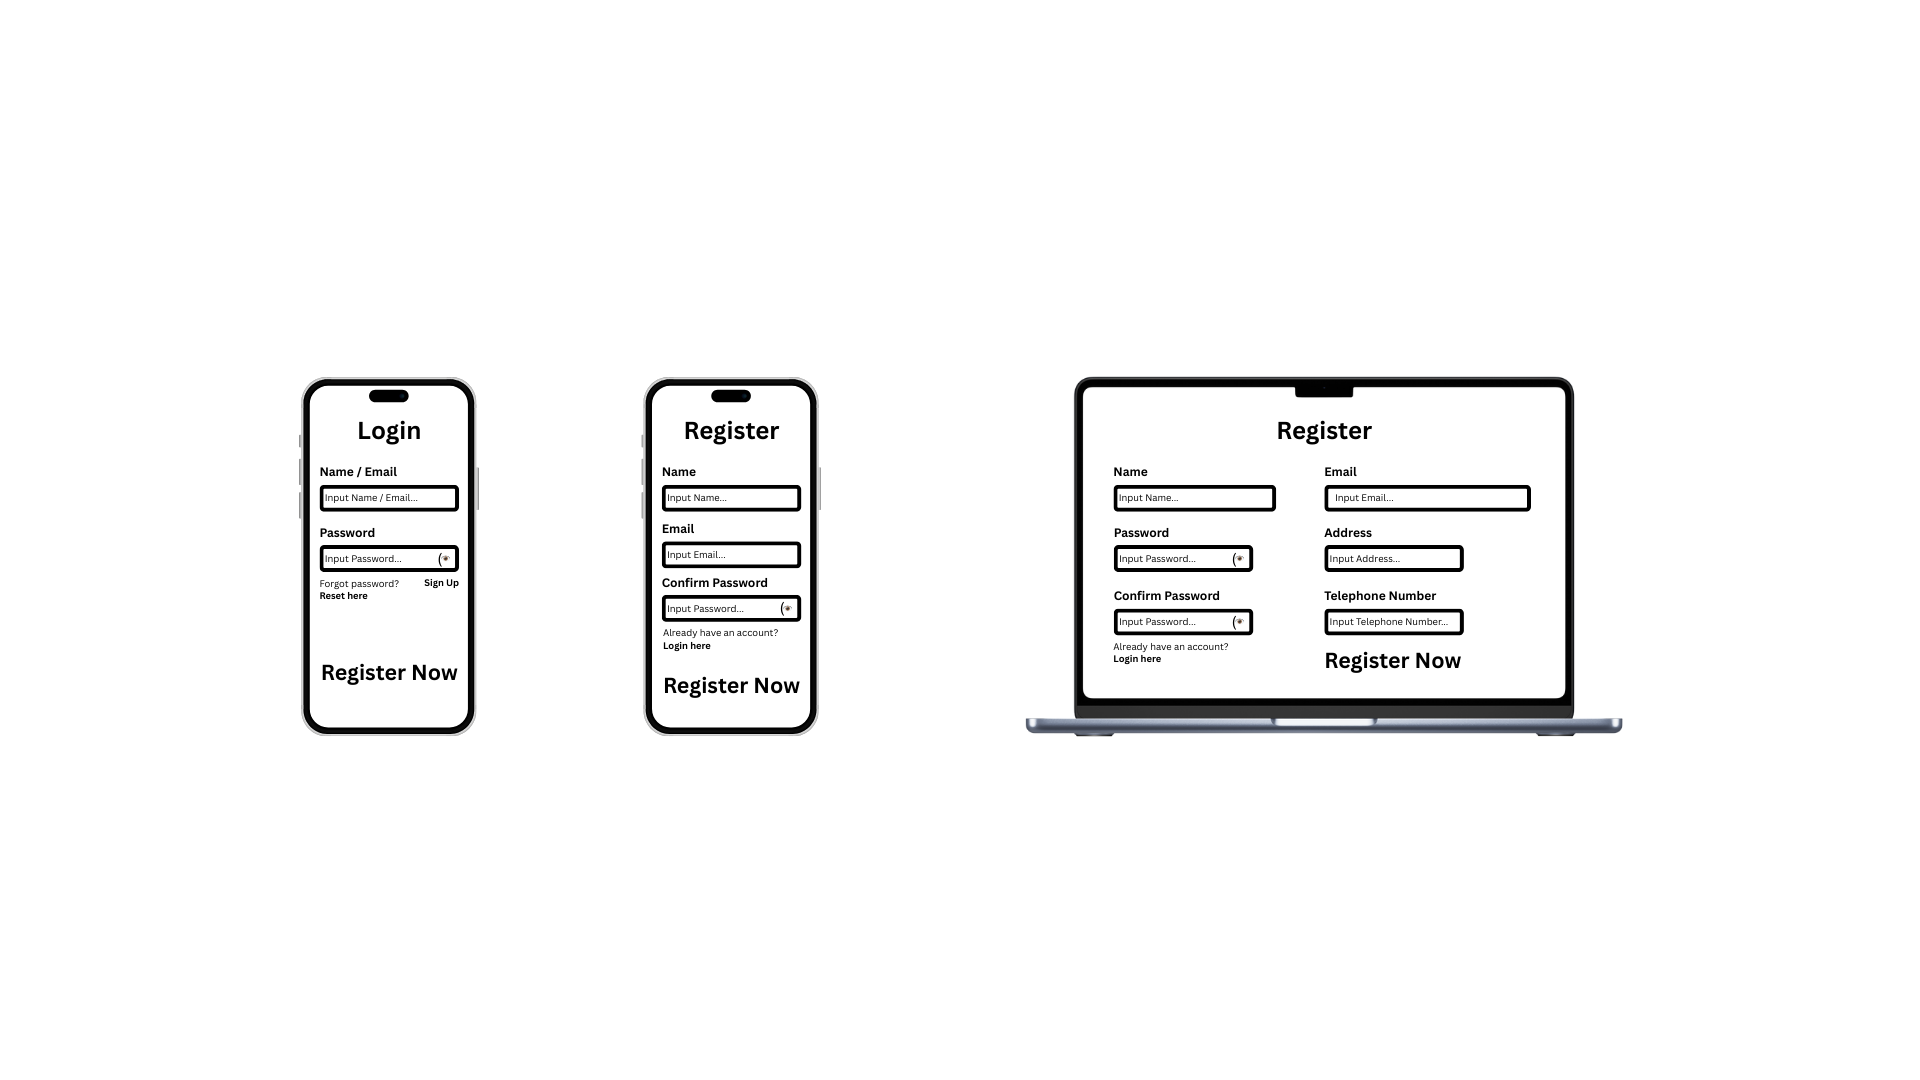 Login
Name / Email
Input Name / Email...
Password
Input Password...
Forgot password?
Reset here
Sign Up
Register Now
Register
Name
Input Name...
Email
Input Email...
Confirm Password
Input Password...
Already have an account?
Login here
Register Now
Register
Name
Input Name...
Password
Input Password...
Confirm Password
Input Password...
Already have an account?
Login here
Email
Input Email...
Address
Input Address...
Telephone Number
Input Telephone Number...
Register Now